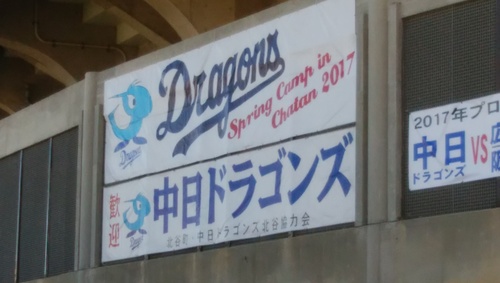 Dragons
Spring Camp in
Chatan 2017
Dragons
歓迎
中日ドラゴンズ
Dragons
北谷町・中日ドラゴンズ北谷協力会
2017年プロ
中日 VS
ドラゴンズ